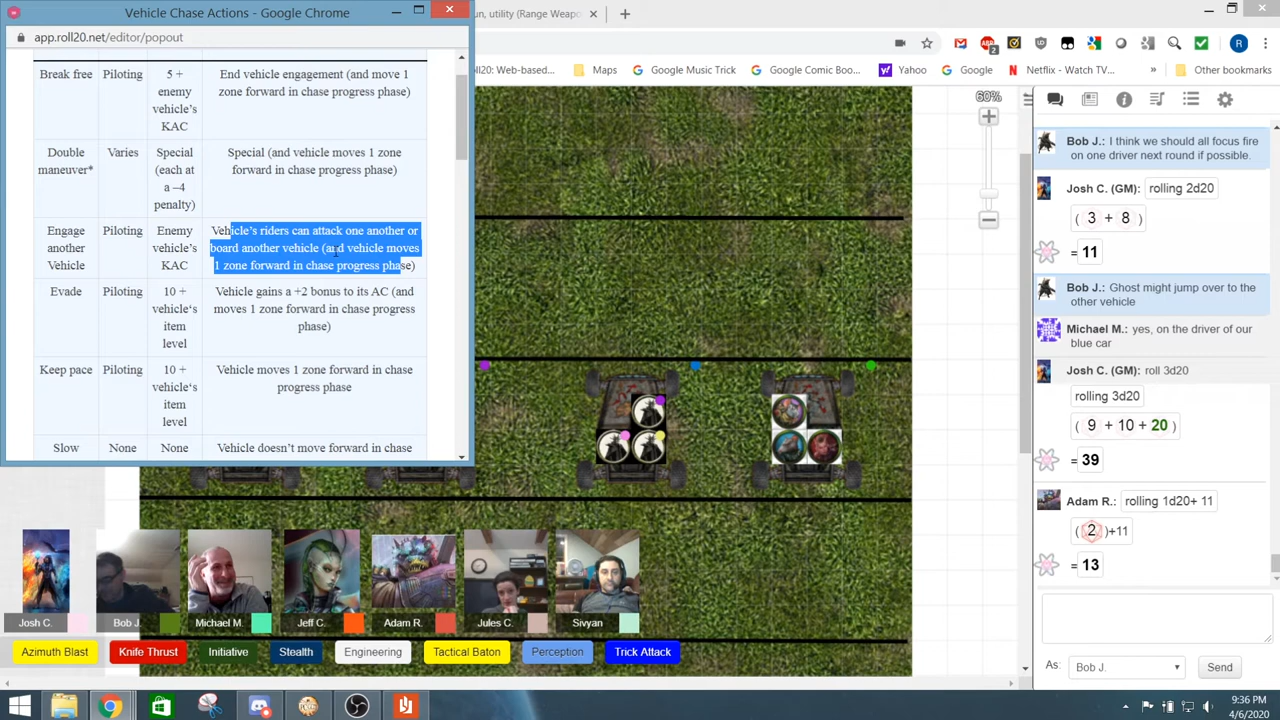 Vehicle Chase Actions - Google Chrome
un, utility (Range Weapo
app.roll20.net/editor/popout
oll20: Web-based...
Maps
Google Music Trick
Google Comic Boo...
Yahoo
Google
Netflix - Watch TV...
Other bookmarks
Break free
Piloting
5 +
enemy
vehicle's
KAC
End vehicle engagement (and move 1
zone forward in chase progress phase)
Double
maneuver*
Varies
Special
(each at
a –4
penalty)
Special (and vehicle moves 1 zone
forward in chase progress phase)
Engage
another
Vehicle
Piloting
Enemy
vehicle's
KAC
Vehicle's riders can attack one another or
board another vehicle (and vehicle moves
1 zone forward in chase progress phase)
Evade
Piloting
10 +
vehicle's
item
level
Vehicle gains a +2 bonus to its AC (and
moves 1 zone forward in chase progress
phase)
Keep pace
Piloting
10 +
vehicle's
item
level
Vehicle moves 1 zone forward in chase
progress phase
Slow
None
None
Vehicle doesn't move forward in chase
60%
Bob J.: I think we should all focus fire
on one driver next round if possible.
Josh C. (GM): rolling 2d20
( 3 + 8 )
= 11
Bob J.: Ghost might jump over to the
other vehicle
Michael M.: yes, on the driver of our
blue car
Josh C. (GM): roll 3d20
rolling 3d20
( 9 + 10 + 20 )
= 39
Adam R.: rolling 1d20+ 11
( 2 )+11
= 13
As: Bob J.
Send
Josh C.
Bob J.
Michael M.
Jeff C.
Adam R.
Jules C.
Sivyan
Azimuth Blast
Knife Thrust
Initiative
Stealth
Engineering
Tactical Baton
Perception
Trick Attack
9:36 PM
4/6/2020